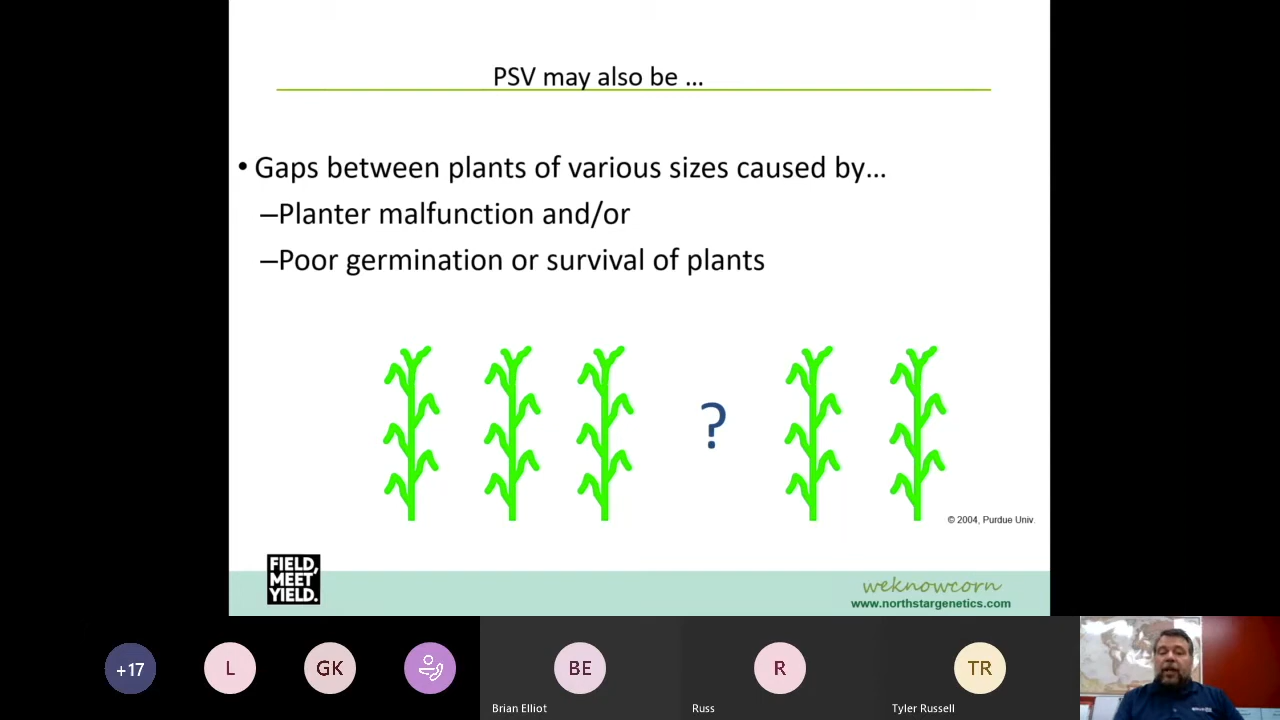 PSV may also be ...
• Gaps between plants of various sizes caused by...
–Planter malfunction and/or
–Poor germination or survival of plants
?
© 2004, Purdue Univ.
FIELD,
MEET
YIELD.
weknowcorn
www.northstargenetics.com
+17
L
GK
BE
R
TR
Brian Elliot
Russ
Tyler Russell